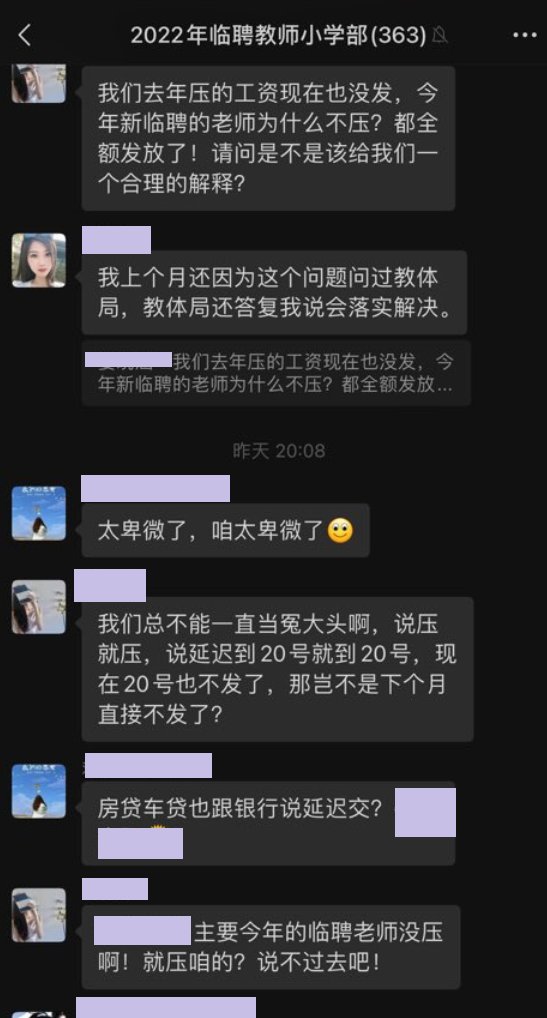 2022年临聘教师小学部(363)
我们去年压的工资现在也没发，今
年新临聘的老师为什么不压？都全
额发放了！请问是不是该给我们一
个合理的解释？
我上个月还因为这个问题问过教体
局，教体局还答复我说会落实解决。
我们去年压的工资现在也没发，今
年新临聘的老师为什么不压？都全额发放...
昨天 20:08
太卑微了，咱太卑微了🙂
我们总不能一直当冤大头啊，说压
就压，说延迟到20号就到20号，现
在20号也不发了，那岂不是下个月
直接不发了？
房贷车贷也跟银行说延迟交？
主要今年的临聘老师没压
啊！就压咱的？说不过去吧！